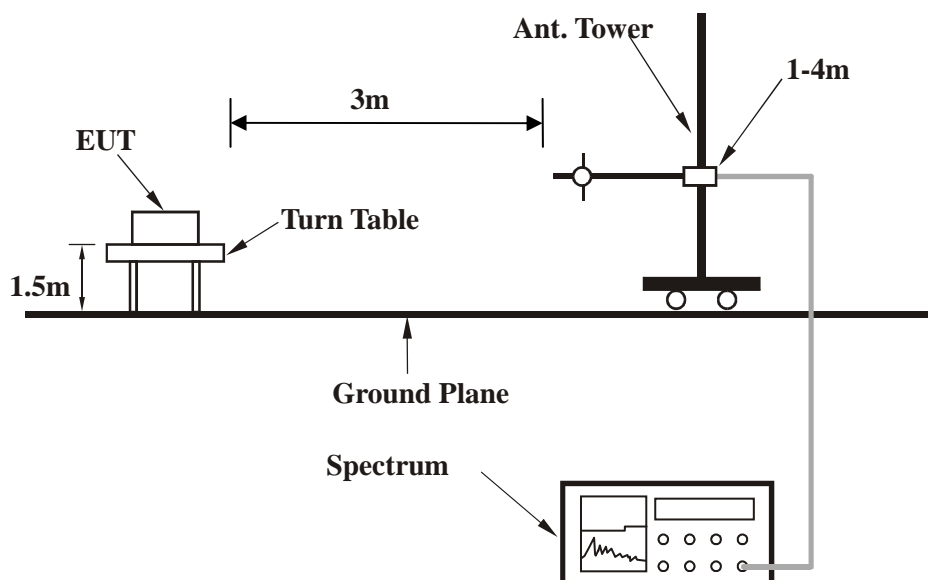 Ant. Tower
1-4m
3m
EUT
Turn Table
1.5m
Ground Plane
Spectrum